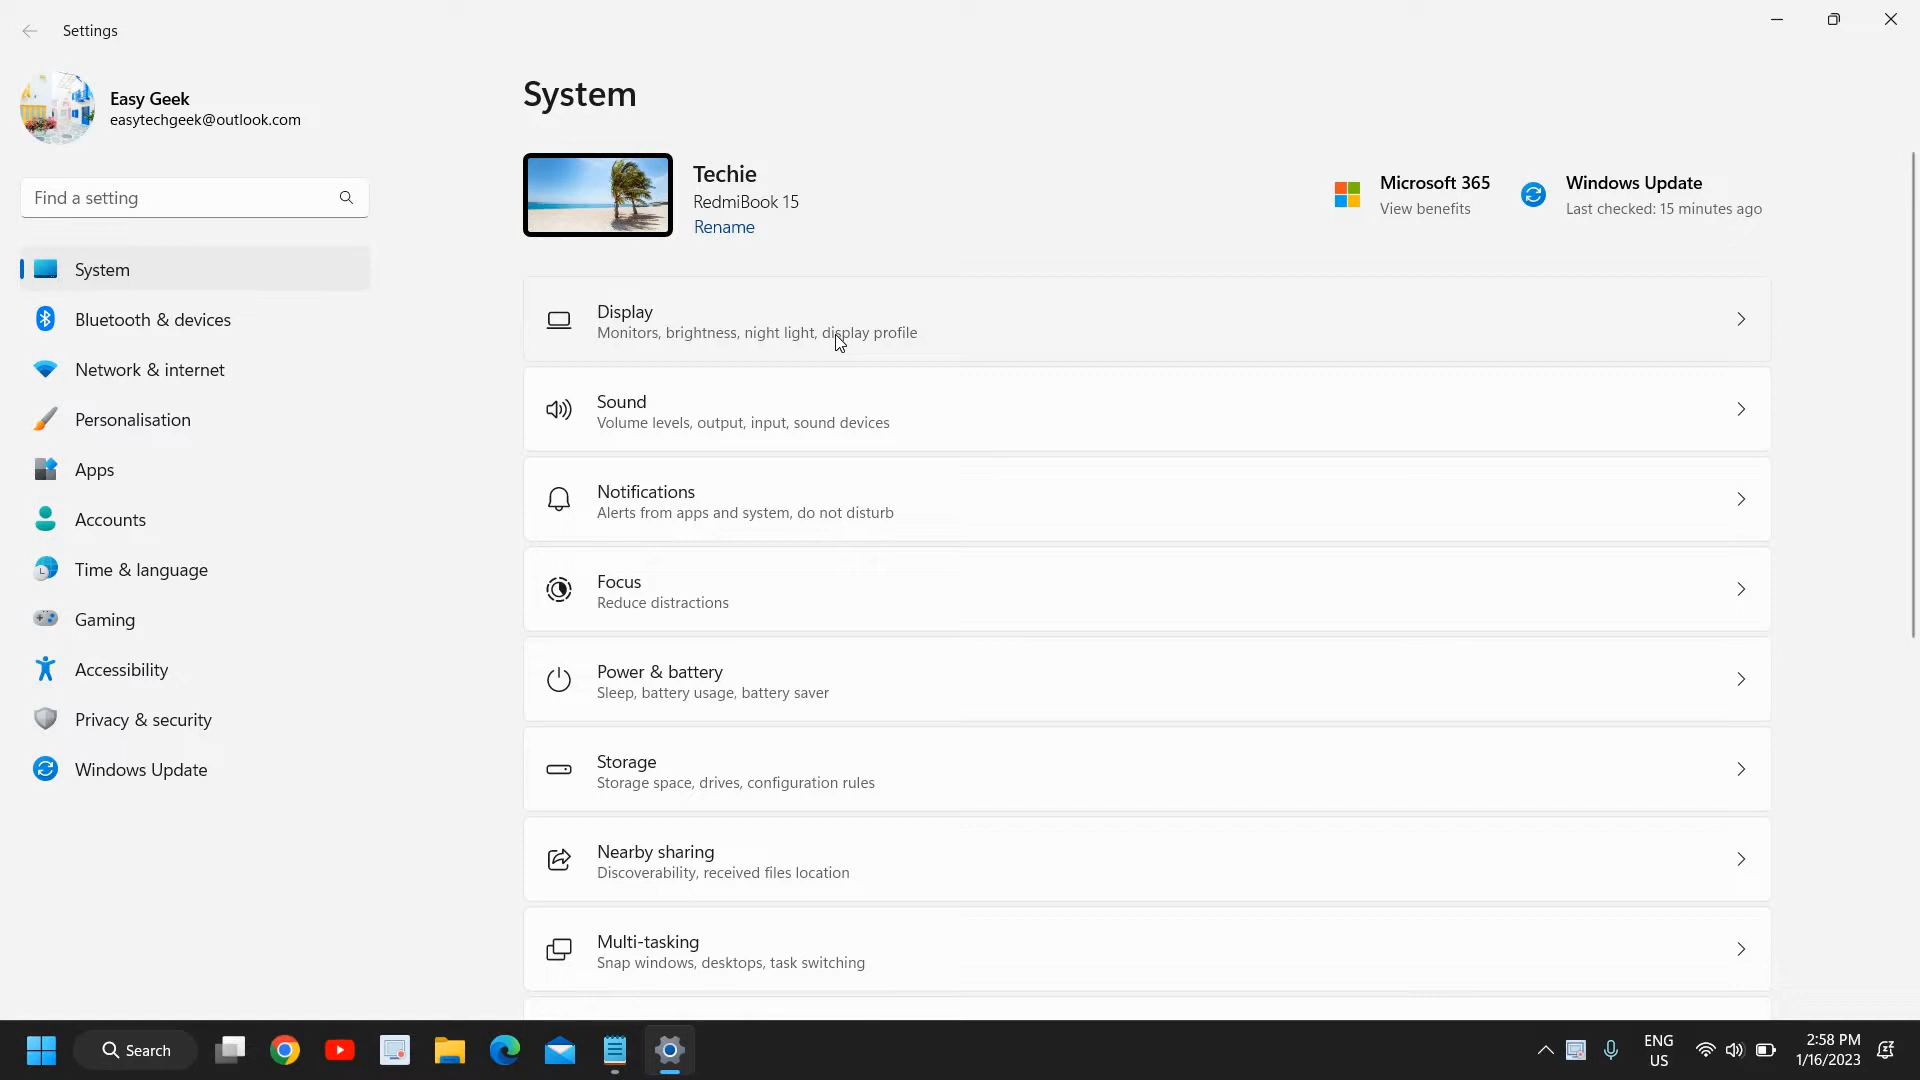 Settings
Easy Geek
easytechgeek@outlook.com
Find a setting
System
Bluetooth & devices
Network & internet
Personalisation
Apps
Accounts
Time & language
Gaming
Accessibility
Privacy & security
Windows Update
System
Techie
RedmiBook 15
Rename
Microsoft 365
View benefits
Windows Update
Last checked: 15 minutes ago
Display
Monitors, brightness, night light, display profile
Sound
Volume levels, output, input, sound devices
Notifications
Alerts from apps and system, do not disturb
Focus
Reduce distractions
Power & battery
Sleep, battery usage, battery saver
Storage
Storage space, drives, configuration rules
Nearby sharing
Discoverability, received files location
Multi-tasking
Snap windows, desktops, task switching
Search
ENG
US
2:58 PM
1/16/2023